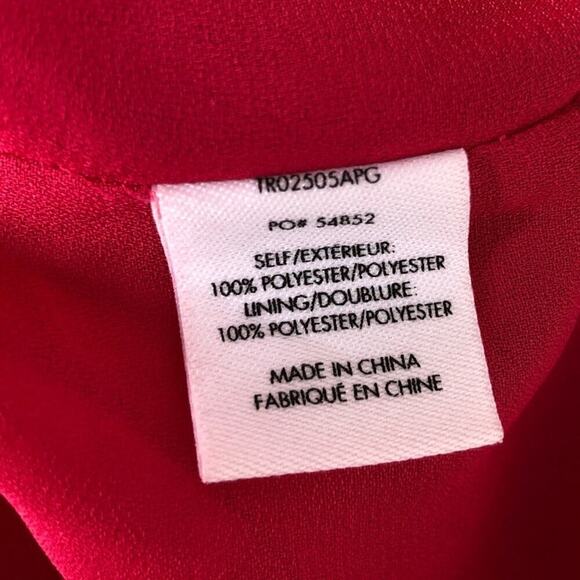 TR02505APG
PO# 54852
SELF/EXTÉRIEUR:
100% POLYESTER/POLYESTER
LINING/DOUBLURE:
100% POLYESTER/POLYESTER
MADE IN CHINA
FABRIQUÉ EN CHINE